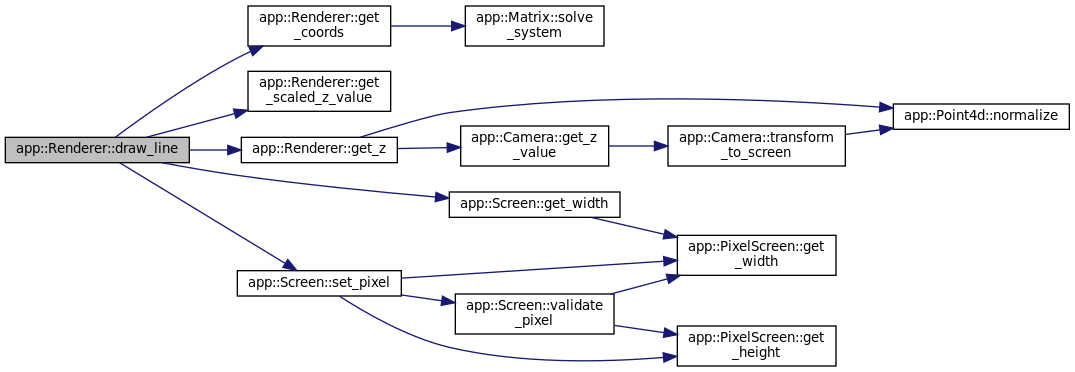 app::Renderer::get
_coords
app::Matrix::solve
_system
app::Renderer::get
_scaled_z_value
app::Point4d::normalize
app::Renderer::draw_line
app::Renderer::get_z
app::Camera::get_z
_value
app::Camera::transform
_to_screen
app::Screen::get_width
app::PixelScreen::get
_width
app::Screen::set_pixel
app::Screen::validate
_pixel
app::PixelScreen::get
_height